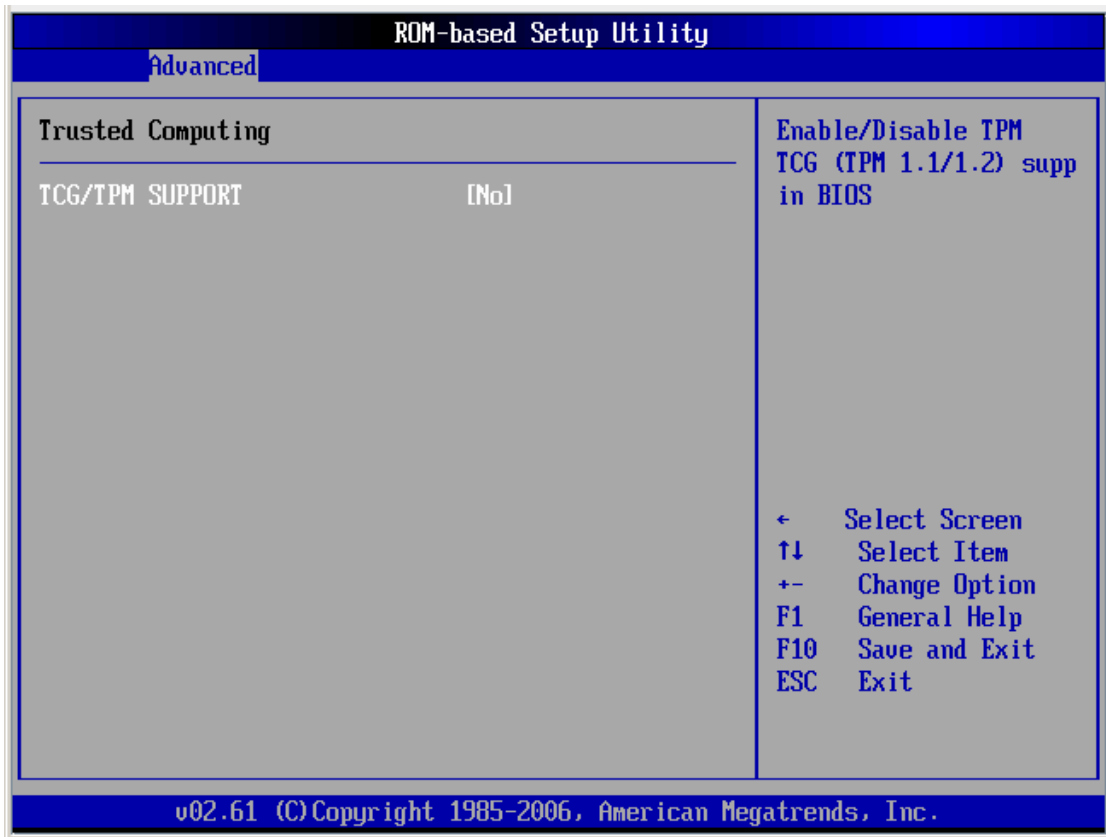 ROM-based Setup Utility
Advanced
Trusted Computing
TCG/TPM SUPPORT [No]
Enable/Disable TPM
TCG (TPM 1.1/1.2) supp
in BIOS
← Select Screen
↑↓ Select Item
+- Change Option
F1 General Help
F10 Save and Exit
ESC Exit
v02.61 (C)Copyright 1985-2006, American Megatrends, Inc.